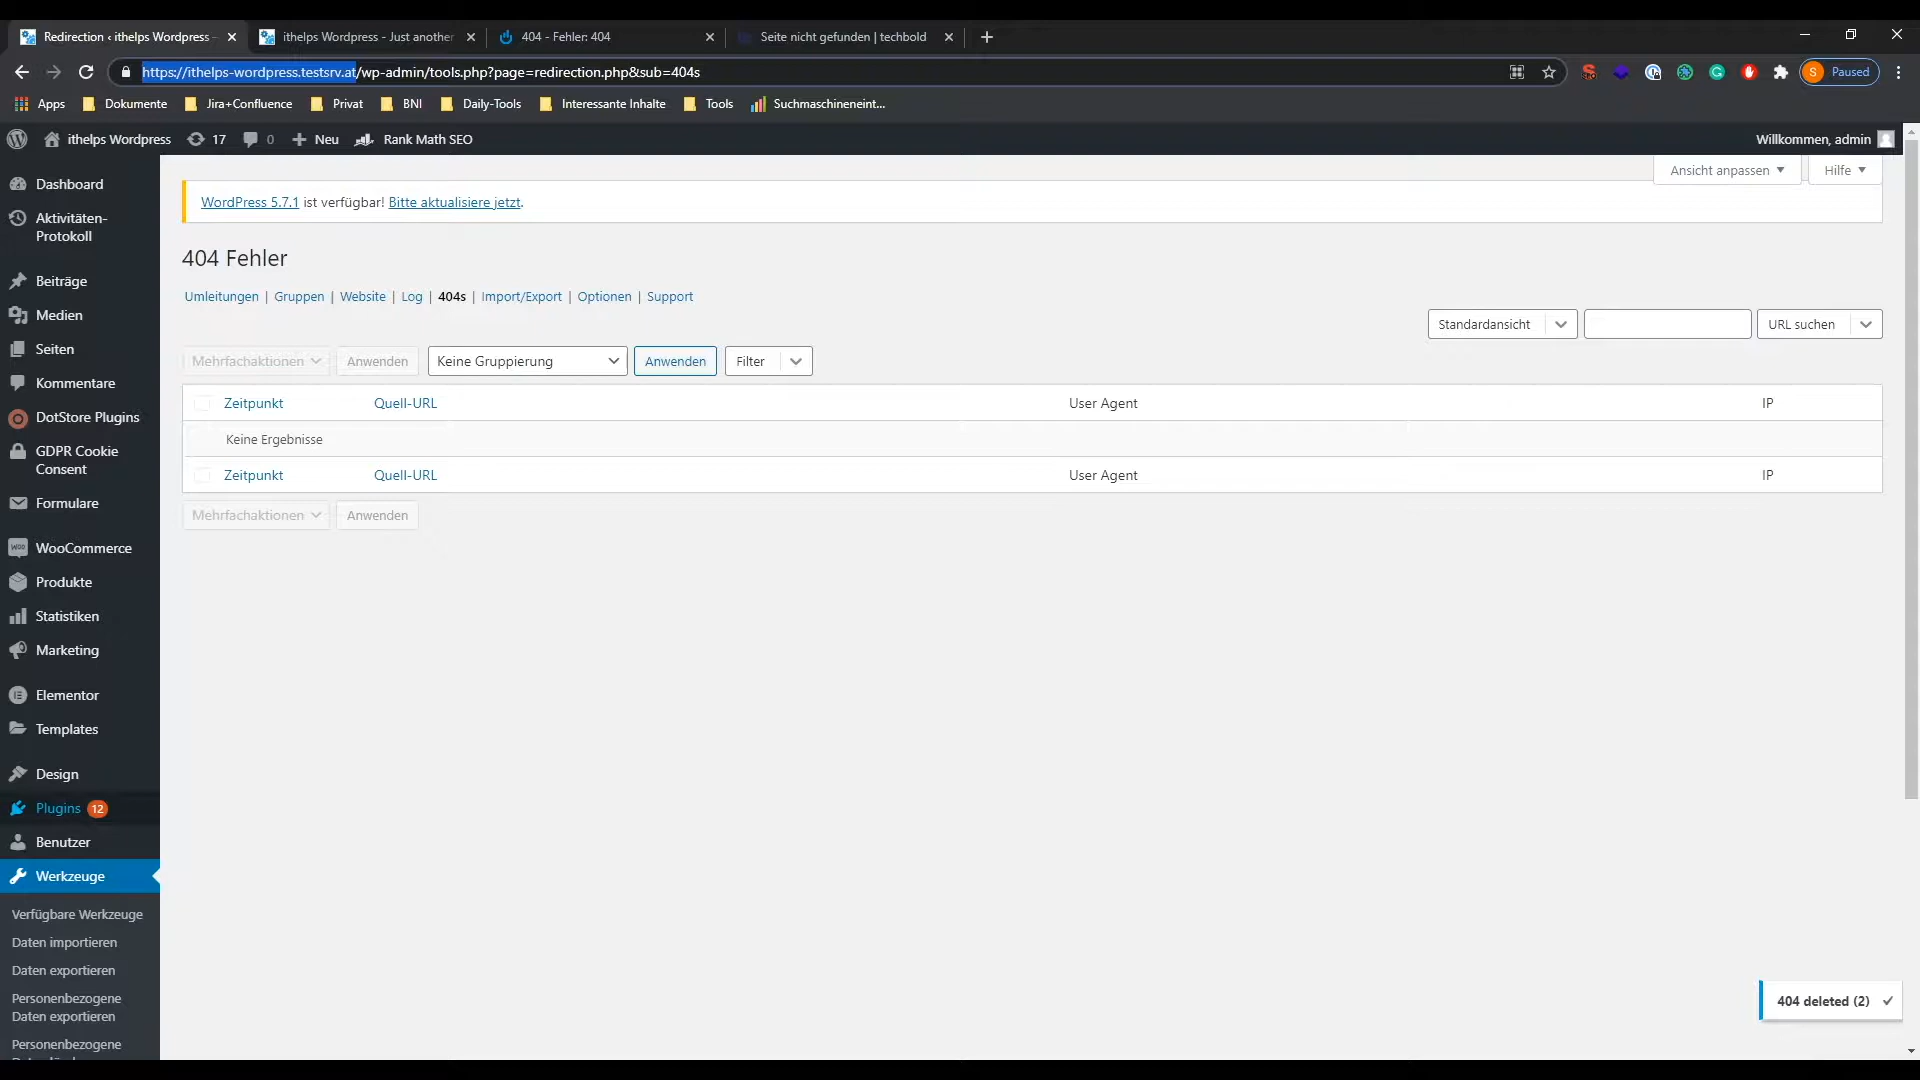 Redirection ‹ ithelps Wordpress -
ithelps Wordpress - Just another
404 - Fehler: 404
Seite nicht gefunden | techbold
https://ithelps-wordpress.testsrv.at/wp-admin/tools.php?page=redirection.php&sub=404s
S Paused
Apps
Dokumente
Jira+Confluence
Privat
BNI
Daily-Tools
Interessante Inhalte
Tools
Suchmaschineneint...
ithelps Wordpress
17
0
Neu
Rank Math SEO
Willkommen, admin
Dashboard
Aktivitäten-
Protokoll
Beiträge
Medien
Seiten
Kommentare
DotStore Plugins
GDPR Cookie
Consent
Formulare
WooCommerce
Produkte
Statistiken
Marketing
Elementor
Templates
Design
Plugins 12
Benutzer
Werkzeuge
Verfügbare Werkzeuge
Daten importieren
Daten exportieren
Personenbezogene
Daten exportieren
Personenbezogene
Ansicht anpassen
Hilfe
WordPress 5.7.1 ist verfügbar! Bitte aktualisiere jetzt.
404 Fehler
Umleitungen | Gruppen | Website | Log | 404s | Import/Export | Optionen | Support
Standardansicht
URL suchen
Mehrfachaktionen
Anwenden
Keine Gruppierung
Anwenden
Filter
Zeitpunkt Quell-URL User Agent IP
Keine Ergebnisse
Zeitpunkt Quell-URL User Agent IP
Mehrfachaktionen
Anwenden
404 deleted (2)